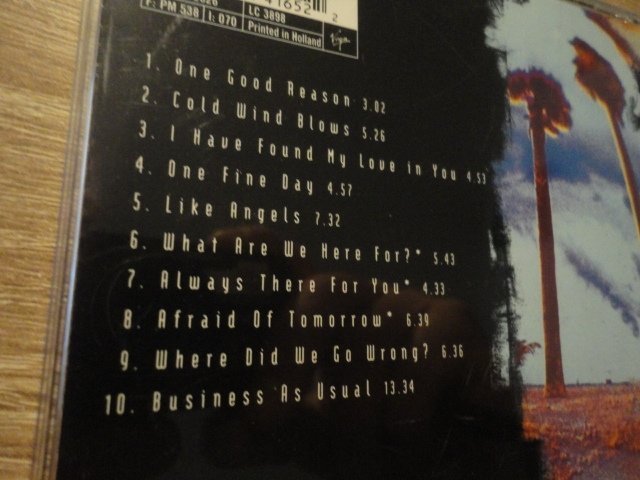 41652 2
F: PM 538 I: 070 LC 3898
Printed in Holland
Virgin
1. One Good Reason 3.02
2. Cold Wind Blows 5.26
3. I Have Found My Love in You 4.53
4. One Fine Day 4.57
5. Like Angels 7.32
6. What Are We Here For?* 5.43
7. Always There For You* 4.33
8. Afraid Of Tomorrow* 6.39
9. Where Did We Go Wrong? 6.36
10. Business As Usual 13.34